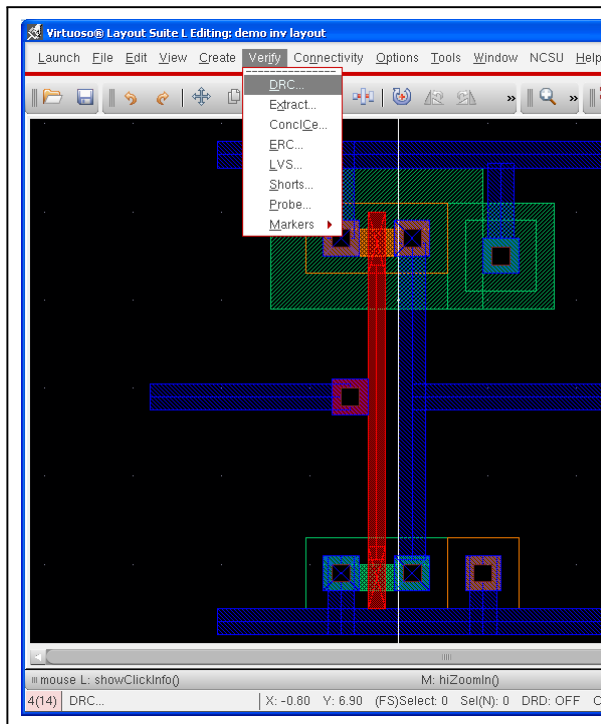 Virtuoso® Layout Suite L Editing: demo inv layout
Launch File Edit View Create Verify Connectivity Options Tools Window NCSU Help
» »
DRC...
Extract...
ConcICe...
ERC...
LVS...
Shorts...
Probe...
Markers
mouse L: showClickInfo() M: hiZoomIn()
4(14) DRC... X: -0.80 Y: 6.90 (FS)Select: 0 Sel(N): 0 DRD: OFF C